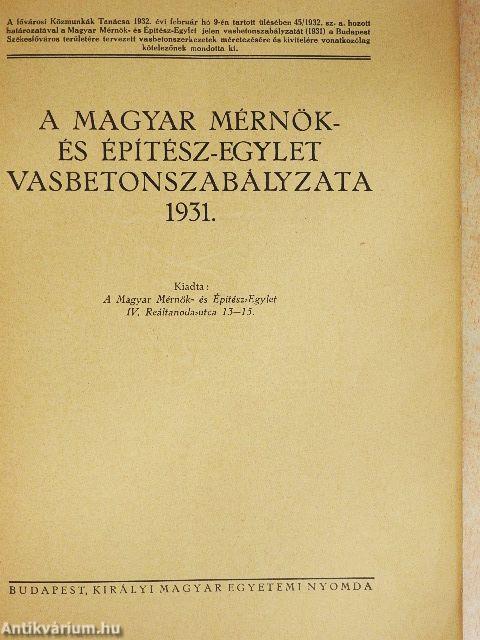 A fővárosi Közmunkák Tanácsa 1932. évi február hó 9-én tartott ülésében 45/1932. sz. a. hozott
határozatával a Magyar Mérnök- és Építész-Egylet jelen vasbetonszabályzatát (1931) a Budapest
Székesfőváros területére tervezett vasbetonszerkezetek méretezésére és kivitelére vonatkozólag
kötelezőnek mondotta ki.
A MAGYAR MÉRNÖK-
ÉS ÉPÍTÉSZ-EGYLET
VASBETONSZABÁLYZATA
1931.
Kiadta:
A Magyar Mérnök- és Építész-Egylet
IV. Reáltanoda-utca 13—15.
BUDAPEST, KIRÁLYI MAGYAR EGYETEMI NYOMDA
Antikvárium.hu